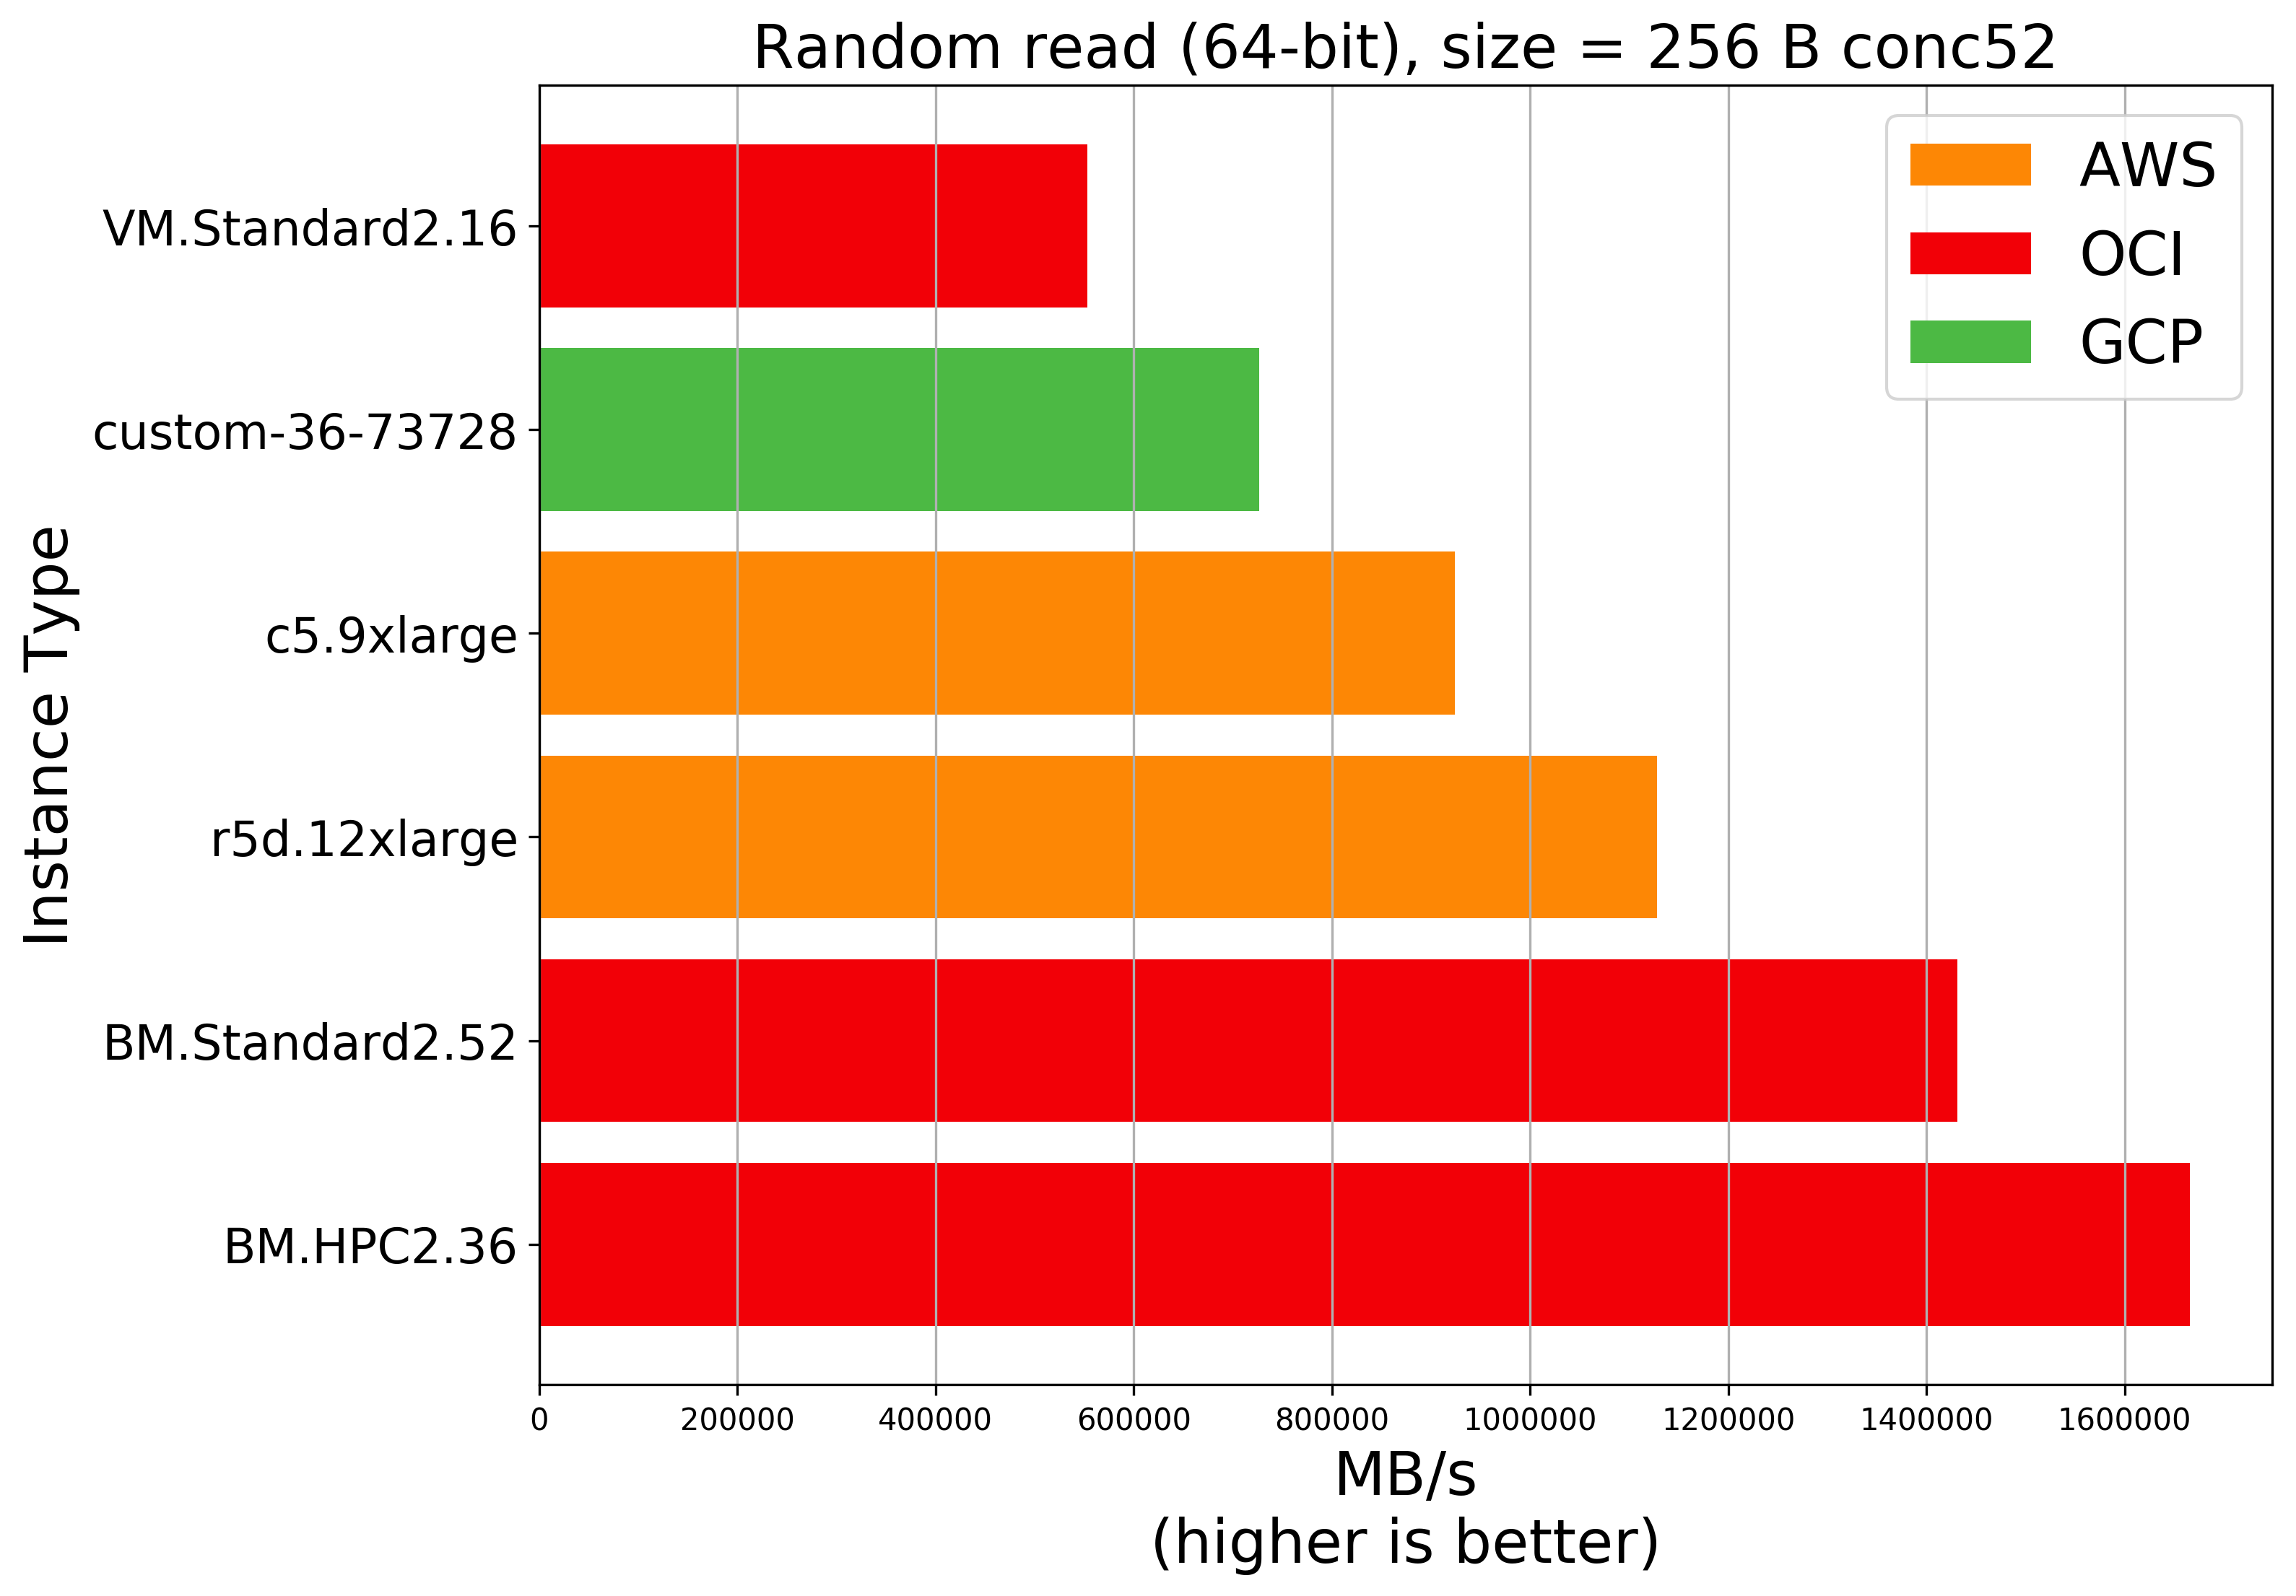 Random read (64-bit), size = 256 B conc52
AWS
OCI
GCP
Instance Type
VM.Standard2.16
custom-36-73728
c5.9xlarge
r5d.12xlarge
BM.Standard2.52
BM.HPC2.36
0 200000 400000 600000 800000 1000000 1200000 1400000 1600000
MB/s
(higher is better)